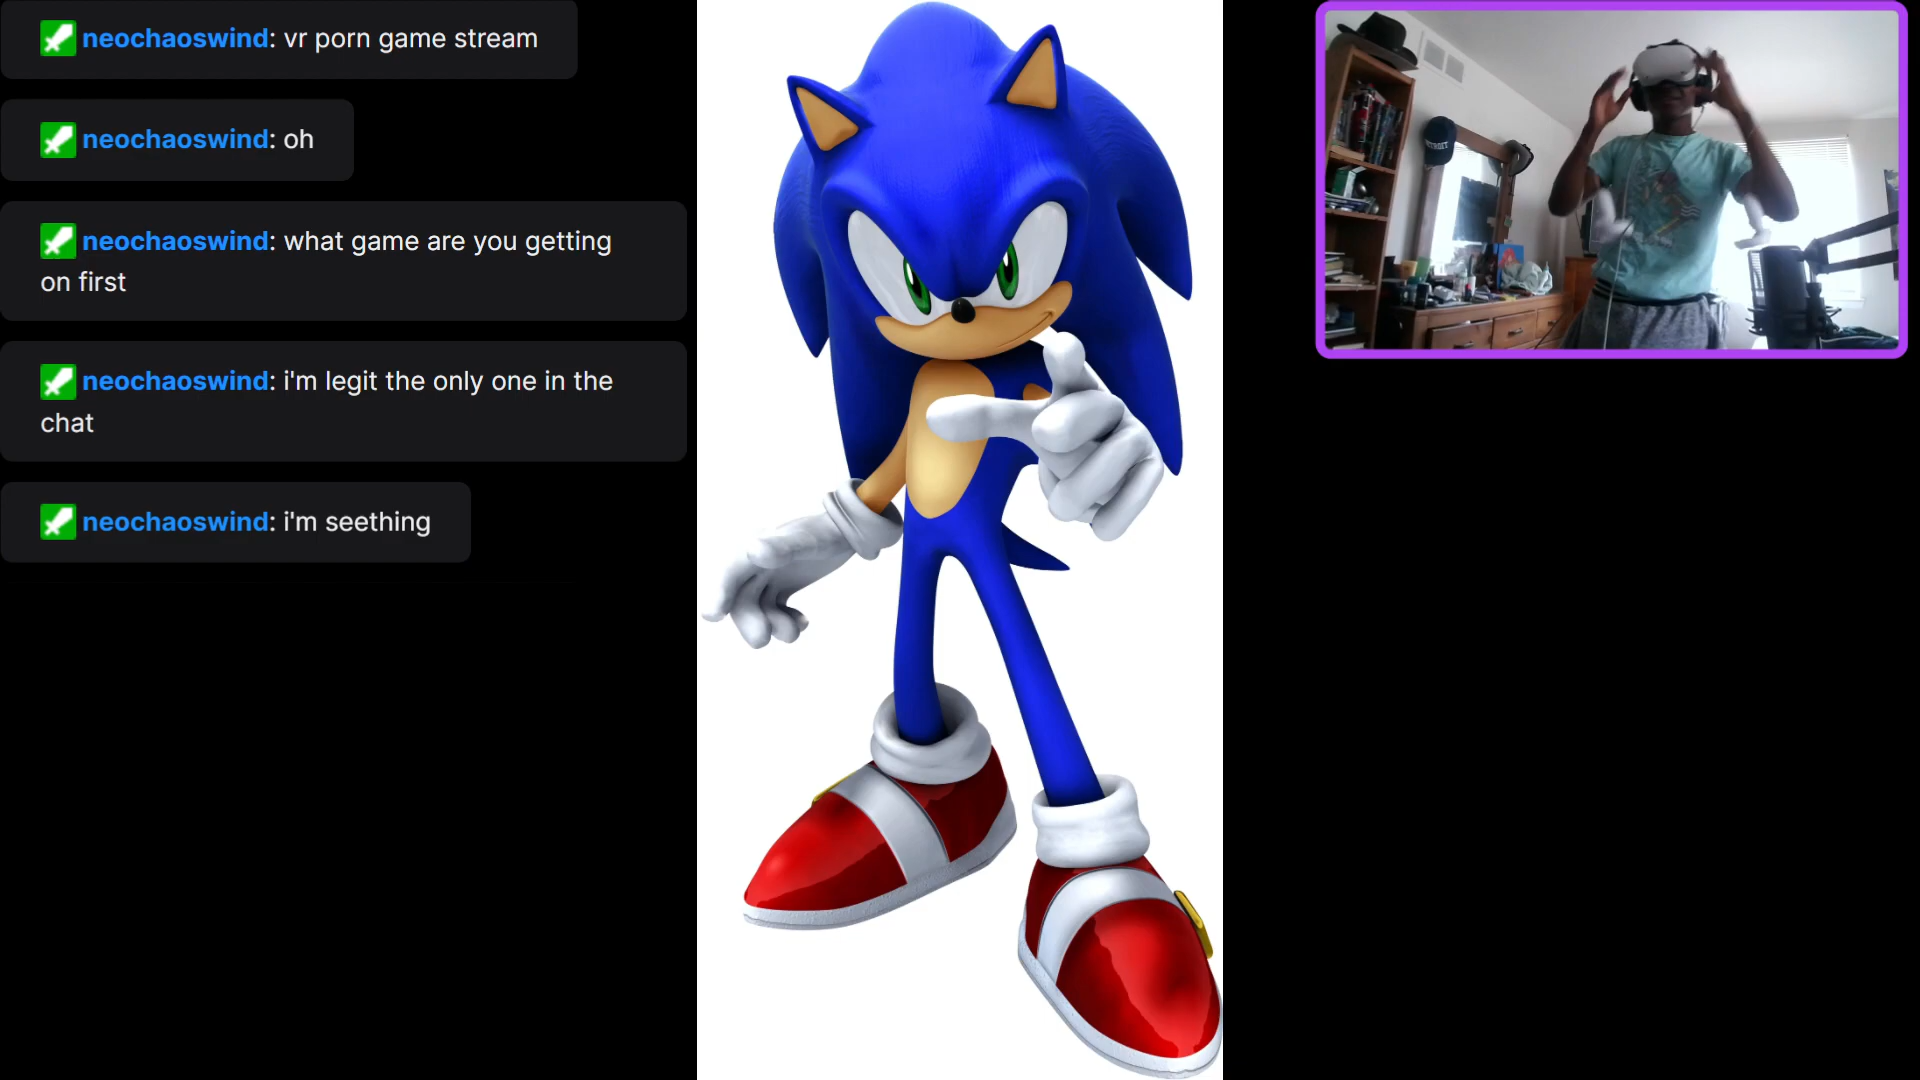 neochaoswind: vr porn game stream
neochaoswind: oh
neochaoswind: what game are you getting
on first
neochaoswind: i'm legit the only one in the
chat
neochaoswind: i'm seething
DETROIT